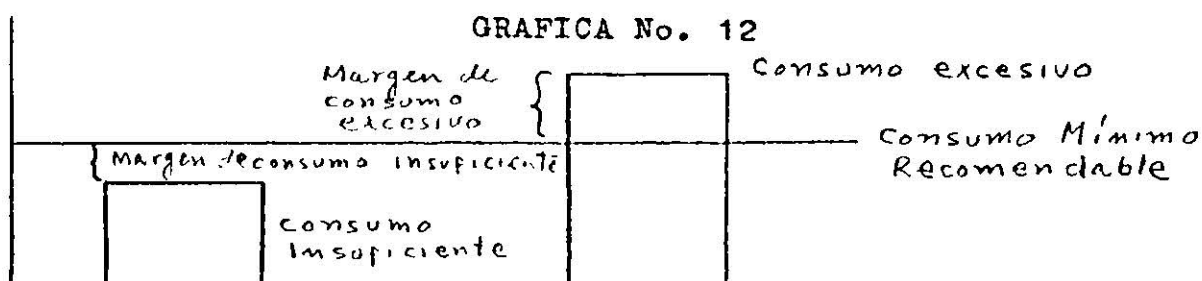 GRAFICA No. 12
Margen de
consumo
excesivo
Consumo excesivo
Consumo Mínimo
Recomendable
Margen de consumo insuficiente
Consumo
Insuficiente